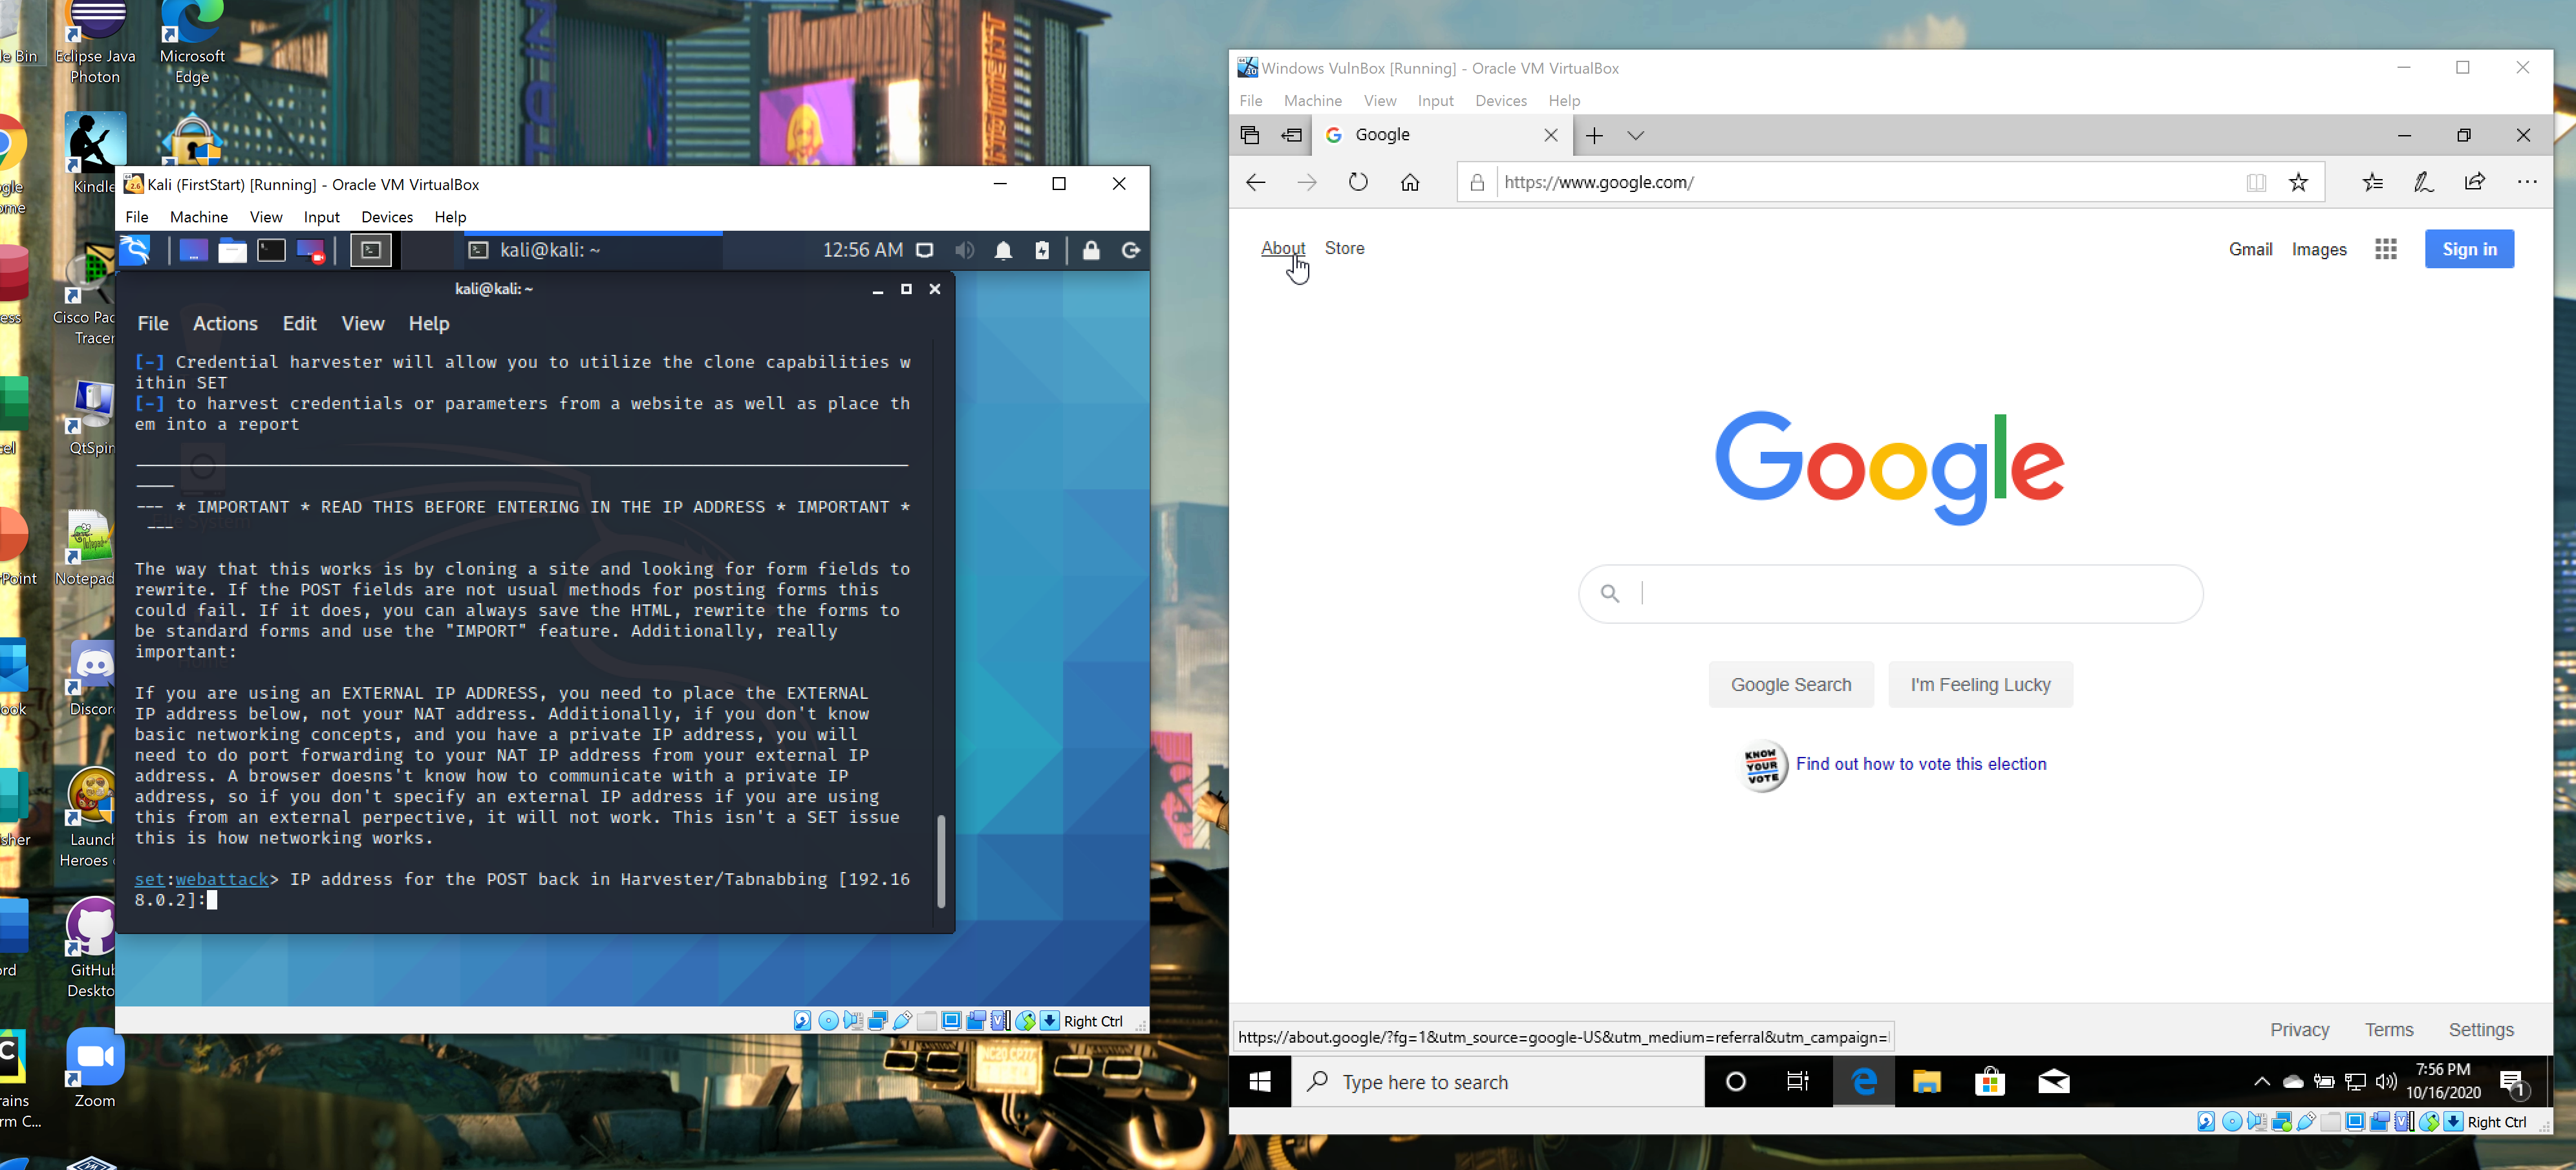 le Bin
Eclipse Java
Photon
Microsoft
Edge
gle
ome
Kindle
ess
Cisco Pac
Tracer
cel
QtSpim
Point
Notepad
ook
Discord
sher
Launch
Heroes
ord
GitHub
Deskto
rains
rm C...
Zoom
Kali (FirstStart) [Running] - Oracle VM VirtualBox
File Machine View Input Devices Help
kali@kali: ~
12:56 AM
kali@kali: ~
File Actions Edit View Help
[-] Credential harvester will allow you to utilize the clone capabilities w
ithin SET
[-] to harvest credentials or parameters from a website as well as place th
em into a report
--- * IMPORTANT * READ THIS BEFORE ENTERING IN THE IP ADDRESS * IMPORTANT *
---
The way that this works is by cloning a site and looking for form fields to
rewrite. If the POST fields are not usual methods for posting forms this
could fail. If it does, you can always save the HTML, rewrite the forms to
be standard forms and use the "IMPORT" feature. Additionally, really
important:
If you are using an EXTERNAL IP ADDRESS, you need to place the EXTERNAL
IP address below, not your NAT address. Additionally, if you don't know
basic networking concepts, and you have a private IP address, you will
need to do port forwarding to your NAT IP address from your external IP
address. A browser doesns't know how to communicate with a private IP
address, so if you don't specify an external IP address if you are using
this from an external perpective, it will not work. This isn't a SET issue
this is how networking works.
set:webattack> IP address for the POST back in Harvester/Tabnabbing [192.16
8.0.2]:
Right Ctrl
Windows VulnBox [Running] - Oracle VM VirtualBox
File Machine View Input Devices Help
Google
https://www.google.com/
About Store
Gmail Images Sign in
Google
Google Search I'm Feeling Lucky
KNOW
YOUR
VOTE
Find out how to vote this election
Privacy Terms Settings
https://about.google/?fg=1&utm_source=google-US&utm_medium=referral&utm_campaign=
Type here to search
7:56 PM
10/16/2020
1
Right Ctrl